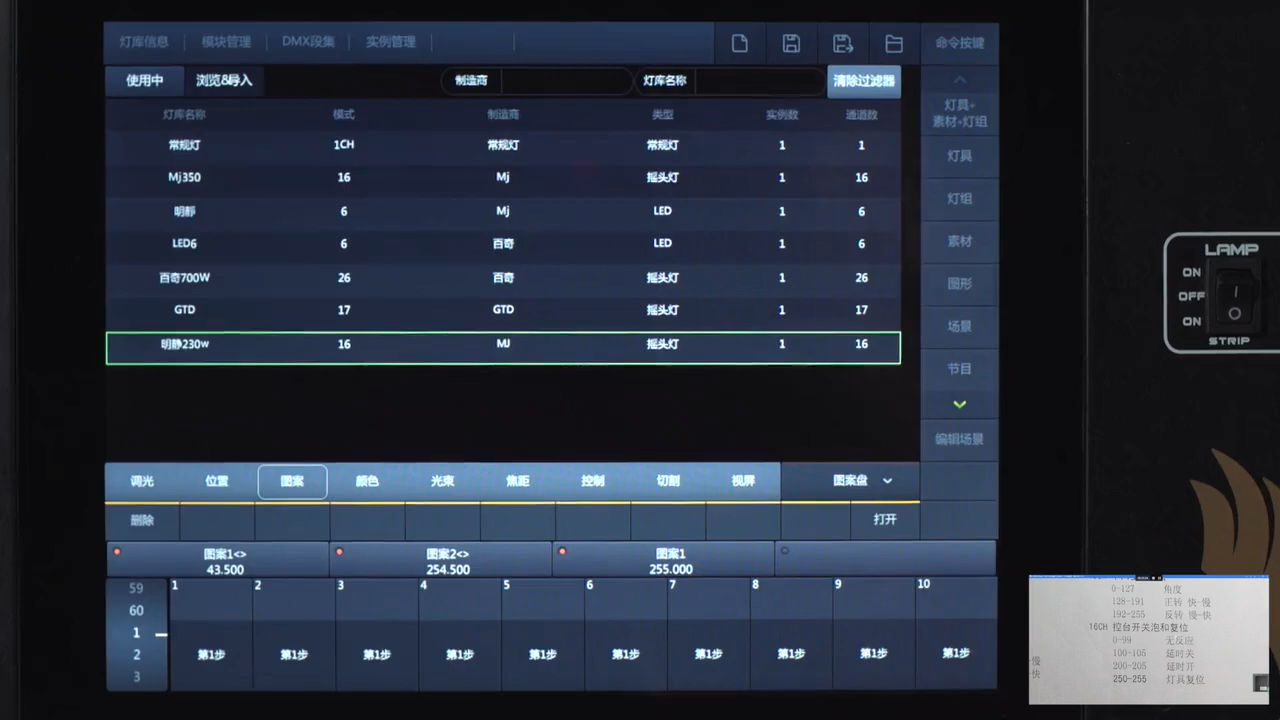 灯库信息 模块管理 DMX段集 实例管理 命令按键
使用中 浏览&导入 制造商 灯库名称 清除过滤器
灯库名称 模式 制造商 类型 实例数 通道数
常规灯 1CH 常规灯 常规灯 1 1
Mj350 16 Mj 摇头灯 1 16
明靜 6 Mj LED 1 6
LED6 6 百奇 LED 1 6
百奇700W 26 百奇 摇头灯 1 26
GTD 17 GTD 摇头灯 1 17
明静230w 16 MJ 摇头灯 1 16
灯具+
素材+灯组
灯具
灯组
素材
图形
场景
节目
编辑场景
调光 位置 图案 颜色 光束 焦距 控制 切割 视屏 图案盘
删除 打开
图案1<> 图案2<> 图案1
43.500 254.500 255.000
59
60
1
2
3
1 2 3 4 5 6 7 8 9 10
第1步 第1步 第1步 第1步 第1步 第1步 第1步 第1步 第1步 第1步
LAMP
ON
OFF
ON
STRIP
0-127 角度
128-191 正转 快-慢
192-255 反转 慢-快
16CH 控台开关泡和复位
0-99 无反应
100-105 延时关
200-205 延时开
250-255 灯具复位
-慢
-快